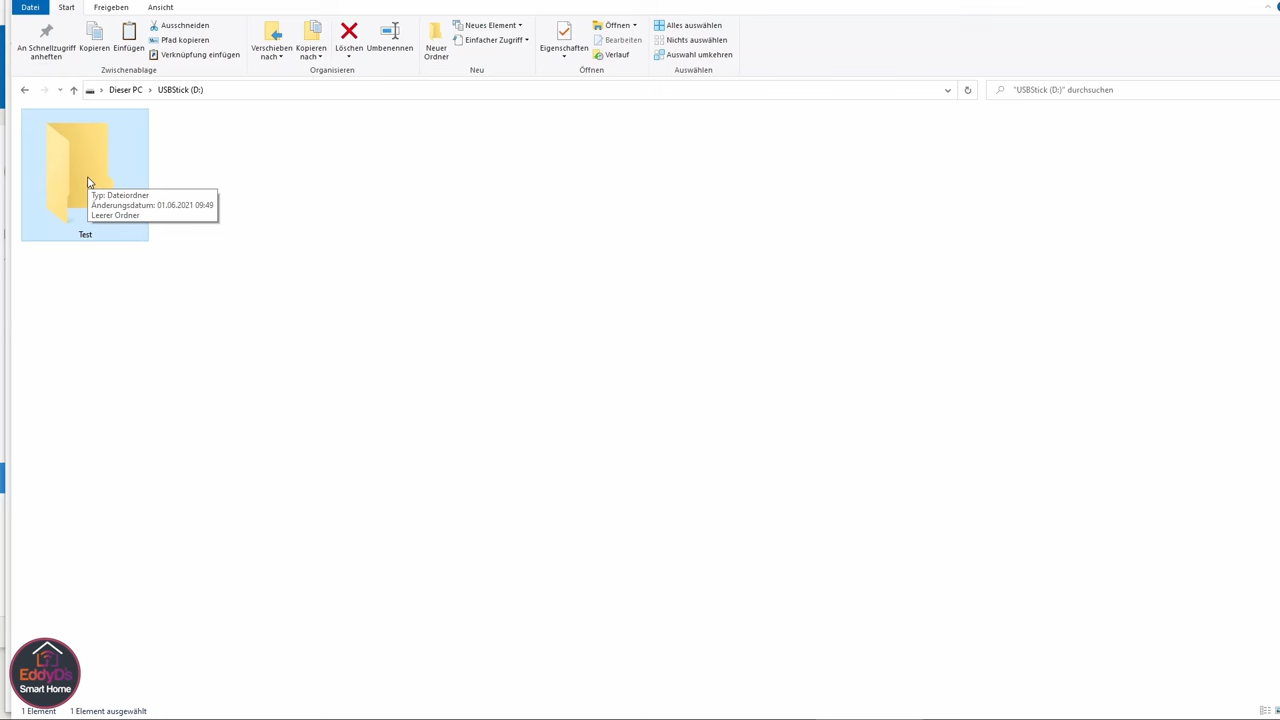 Datei Start Freigeben Ansicht
An Schnellzugriff
anheften
Kopieren
Einfügen
Ausschneiden
Pfad kopieren
Verknüpfung einfügen
Zwischenablage
Verschieben
nach
Kopieren
nach
Löschen
Umbenennen
Organisieren
Neuer
Ordner
Neues Element
Einfacher Zugriff
Neu
Eigenschaften
Öffnen
Bearbeiten
Verlauf
Öffnen
Alles auswählen
Nichts auswählen
Auswahl umkehren
Auswählen
Dieser PC USBStick (D:)
"USBStick (D:)" durchsuchen
Typ: Dateiordner
Änderungsdatum: 01.06.2021 09:49
Leerer Ordner
Test
EddyD's
Smart Home
1 Element 1 Element ausgewählt